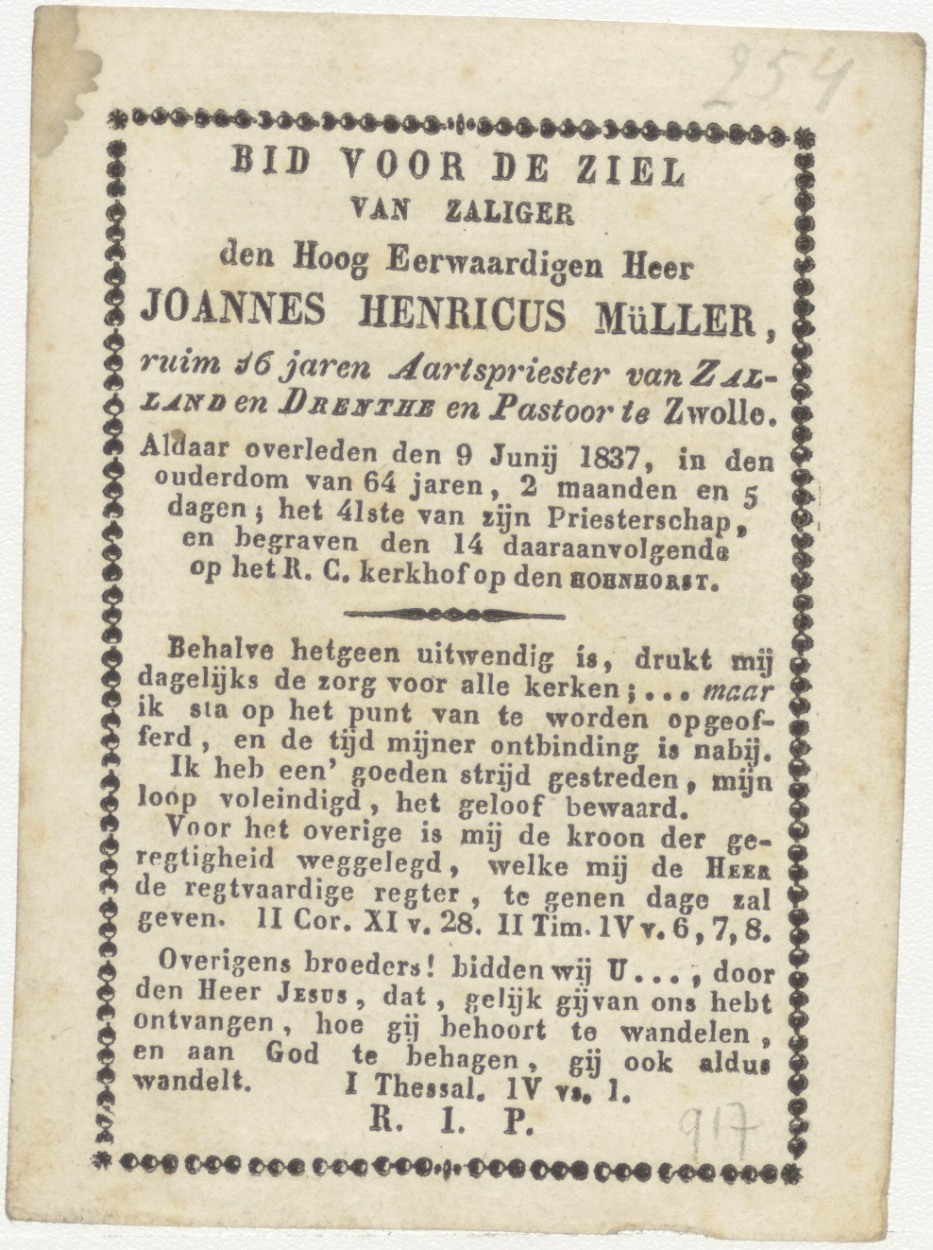 254
BID VOOR DE ZIEL
VAN ZALIGER
den Hoog Eerwaardigen Heer
JOANNES HENRICUS MüLLER,
ruim 16 jaren Aartspriester van ZAL-
LAND en DRENTHE en Pastoor te Zwolle.
Aldaar overleden den 9 Junij 1837, in den
ouderdom van 64 jaren, 2 maanden en 5
dagen; het 41ste van zijn Priesterschap,
en begraven den 14 daaraanvolgende
op het R. C. kerkhof op den HOHNHORST.
Behalve hetgeen uitwendig is, drukt mij
dagelijks de zorg voor alle kerken;... maar
ik sta op het punt van te worden opgeof-
ferd, en de tijd mijner ontbinding is nabij.
Ik heb een' goeden strijd gestreden, mijn
loop voleindigd, het geloof bewaard.
Voor het overige is mij de kroon der ge-
regtigheid weggelegd, welke mij de HEER
de regtvaardige regter, te genen dage zal
geven. II Cor. XI v. 28. II Tim. IV v. 6, 7, 8.
Overigens broeders! bidden wij U..., door
den Heer JESUS, dat, gelijk gij van ons hebt
ontvangen, hoe gij behoort te wandelen,
en aan God te behagen, gij ook aldus
wandelt. I Thessal. IV vs. 1.
R. I. P.
917